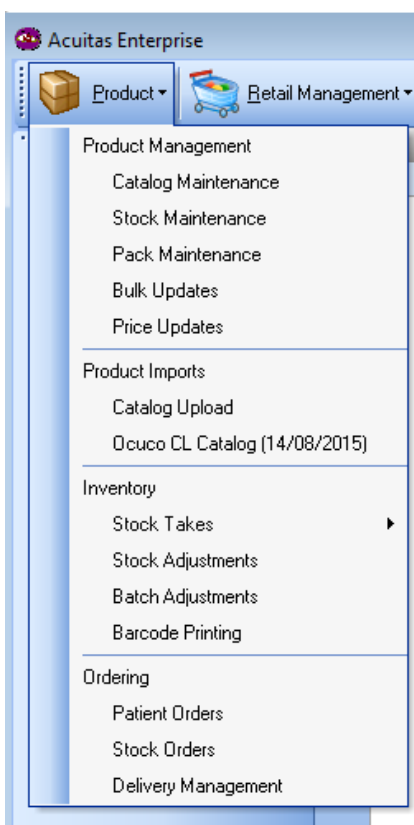 Acuitas Enterprise
Product Retail Management
Product Management
Catalog Maintenance
Stock Maintenance
Pack Maintenance
Bulk Updates
Price Updates
Product Imports
Catalog Upload
Ocuco CL Catalog (14/08/2015)
Inventory
Stock Takes
Stock Adjustments
Batch Adjustments
Barcode Printing
Ordering
Patient Orders
Stock Orders
Delivery Management